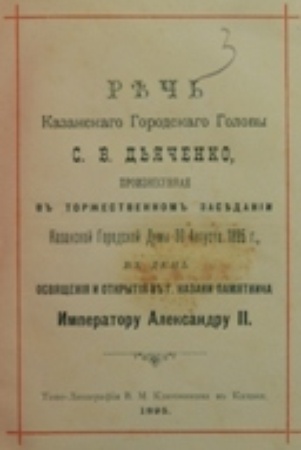 3
РѢЧЬ
Казанскаго Городскаго Головы
С. В. ДЬЯЧЕНКО,
ПРОИЗНЕСЕННАЯ
ВЪ ТОРЖЕСТВЕННОМЪ ЗАСѢДАНІИ
Казанской Городской Думы 30 Августа 1895 г.,
ВЪ ДЕНЬ
ОСВЯЩЕНІЯ И ОТКРЫТІЯ ВЪ Г. КАЗАНИ ПАМЯТНИКА
Императору Александру II.
Типо-Литографія В. М. Ключникова въ Казани.
1895.